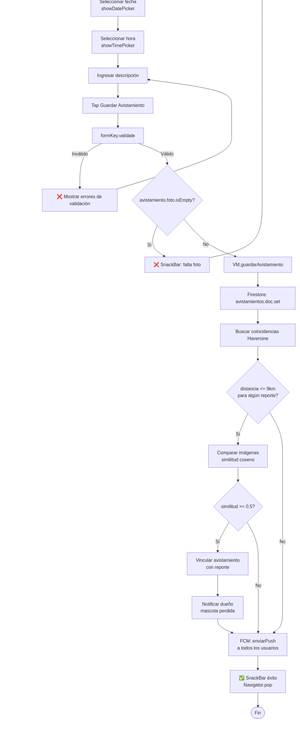 Seleccionar fecha
showDatePicker
Seleccionar hora
showTimePicker
Ingresar descripción
Tap Guardar Avistamiento
formKey.validate
Inválido
Válido
❌ Mostrar errores de
validación
avistamiento.foto.isEmpty?
Sí
No
❌ SnackBar: falta foto
VM.guardarAvistamiento
Firestore:
avistamientos.doc.set
Buscar coincidencias
Haversine
distancia <= 9km
para algún reporte?
Sí
No
Comparar imágenes
similitud coseno
similitud >= 0.5?
Sí
No
Vincular avistamiento
con reporte
Notificar dueño
mascota perdida
FCM: enviarPush
a todos los usuarios
✅ SnackBar éxito
Navigator.pop
Fin